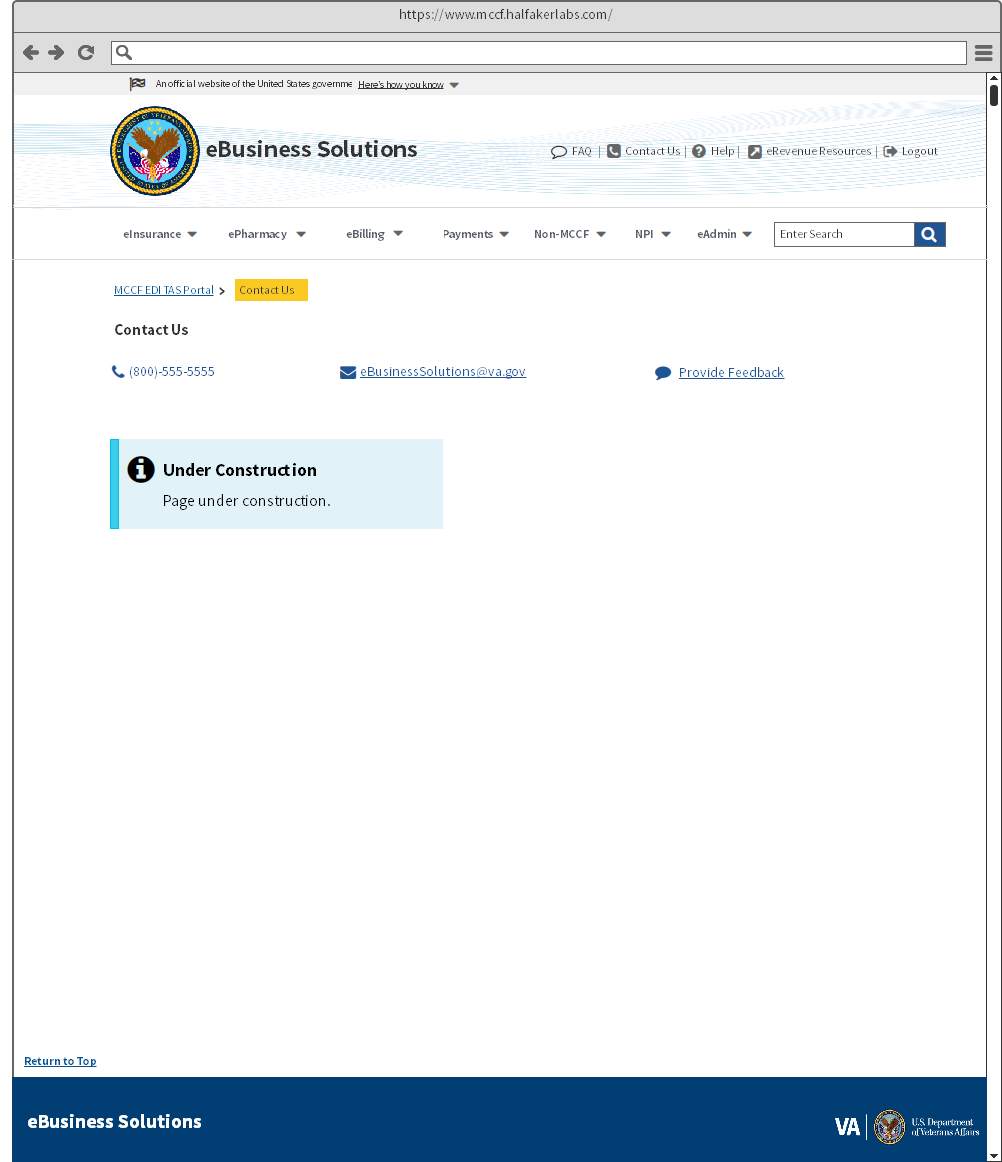 https://www.mccf.halfakerlabs.com/
An official website of the United States governme Here's how you know
eBusiness Solutions
FAQ | Contact Us | Help | eRevenue Resources | Logout
eInsurance ePharmacy eBilling Payments Non-MCCF NPI eAdmin Enter Search
MCCF EDI TAS Portal > Contact Us
Contact Us
(800)-555-5555 eBusinessSolutions@va.gov Provide Feedback
Under Construction
Page under construction.
Return to Top
eBusiness Solutions
VA | U.S. Department
of Veterans Affairs